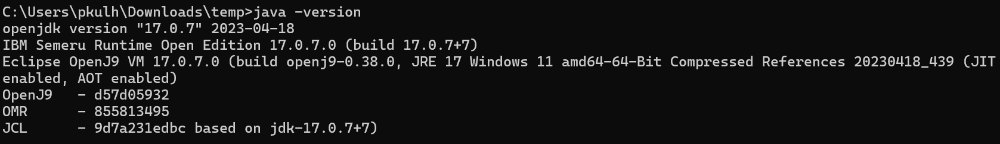 C:\Users\pkulh\Downloads\temp>java -version
openjdk version "17.0.7" 2023-04-18
IBM Semeru Runtime Open Edition 17.0.7.0 (build 17.0.7+7)
Eclipse OpenJ9 VM 17.0.7.0 (build openj9-0.38.0, JRE 17 Windows 11 amd64-64-Bit Compressed References 20230418_439 (JIT
enabled, AOT enabled)
OpenJ9   - d57d05932
OMR      - 855813495
JCL      - 9d7a231edbc based on jdk-17.0.7+7)